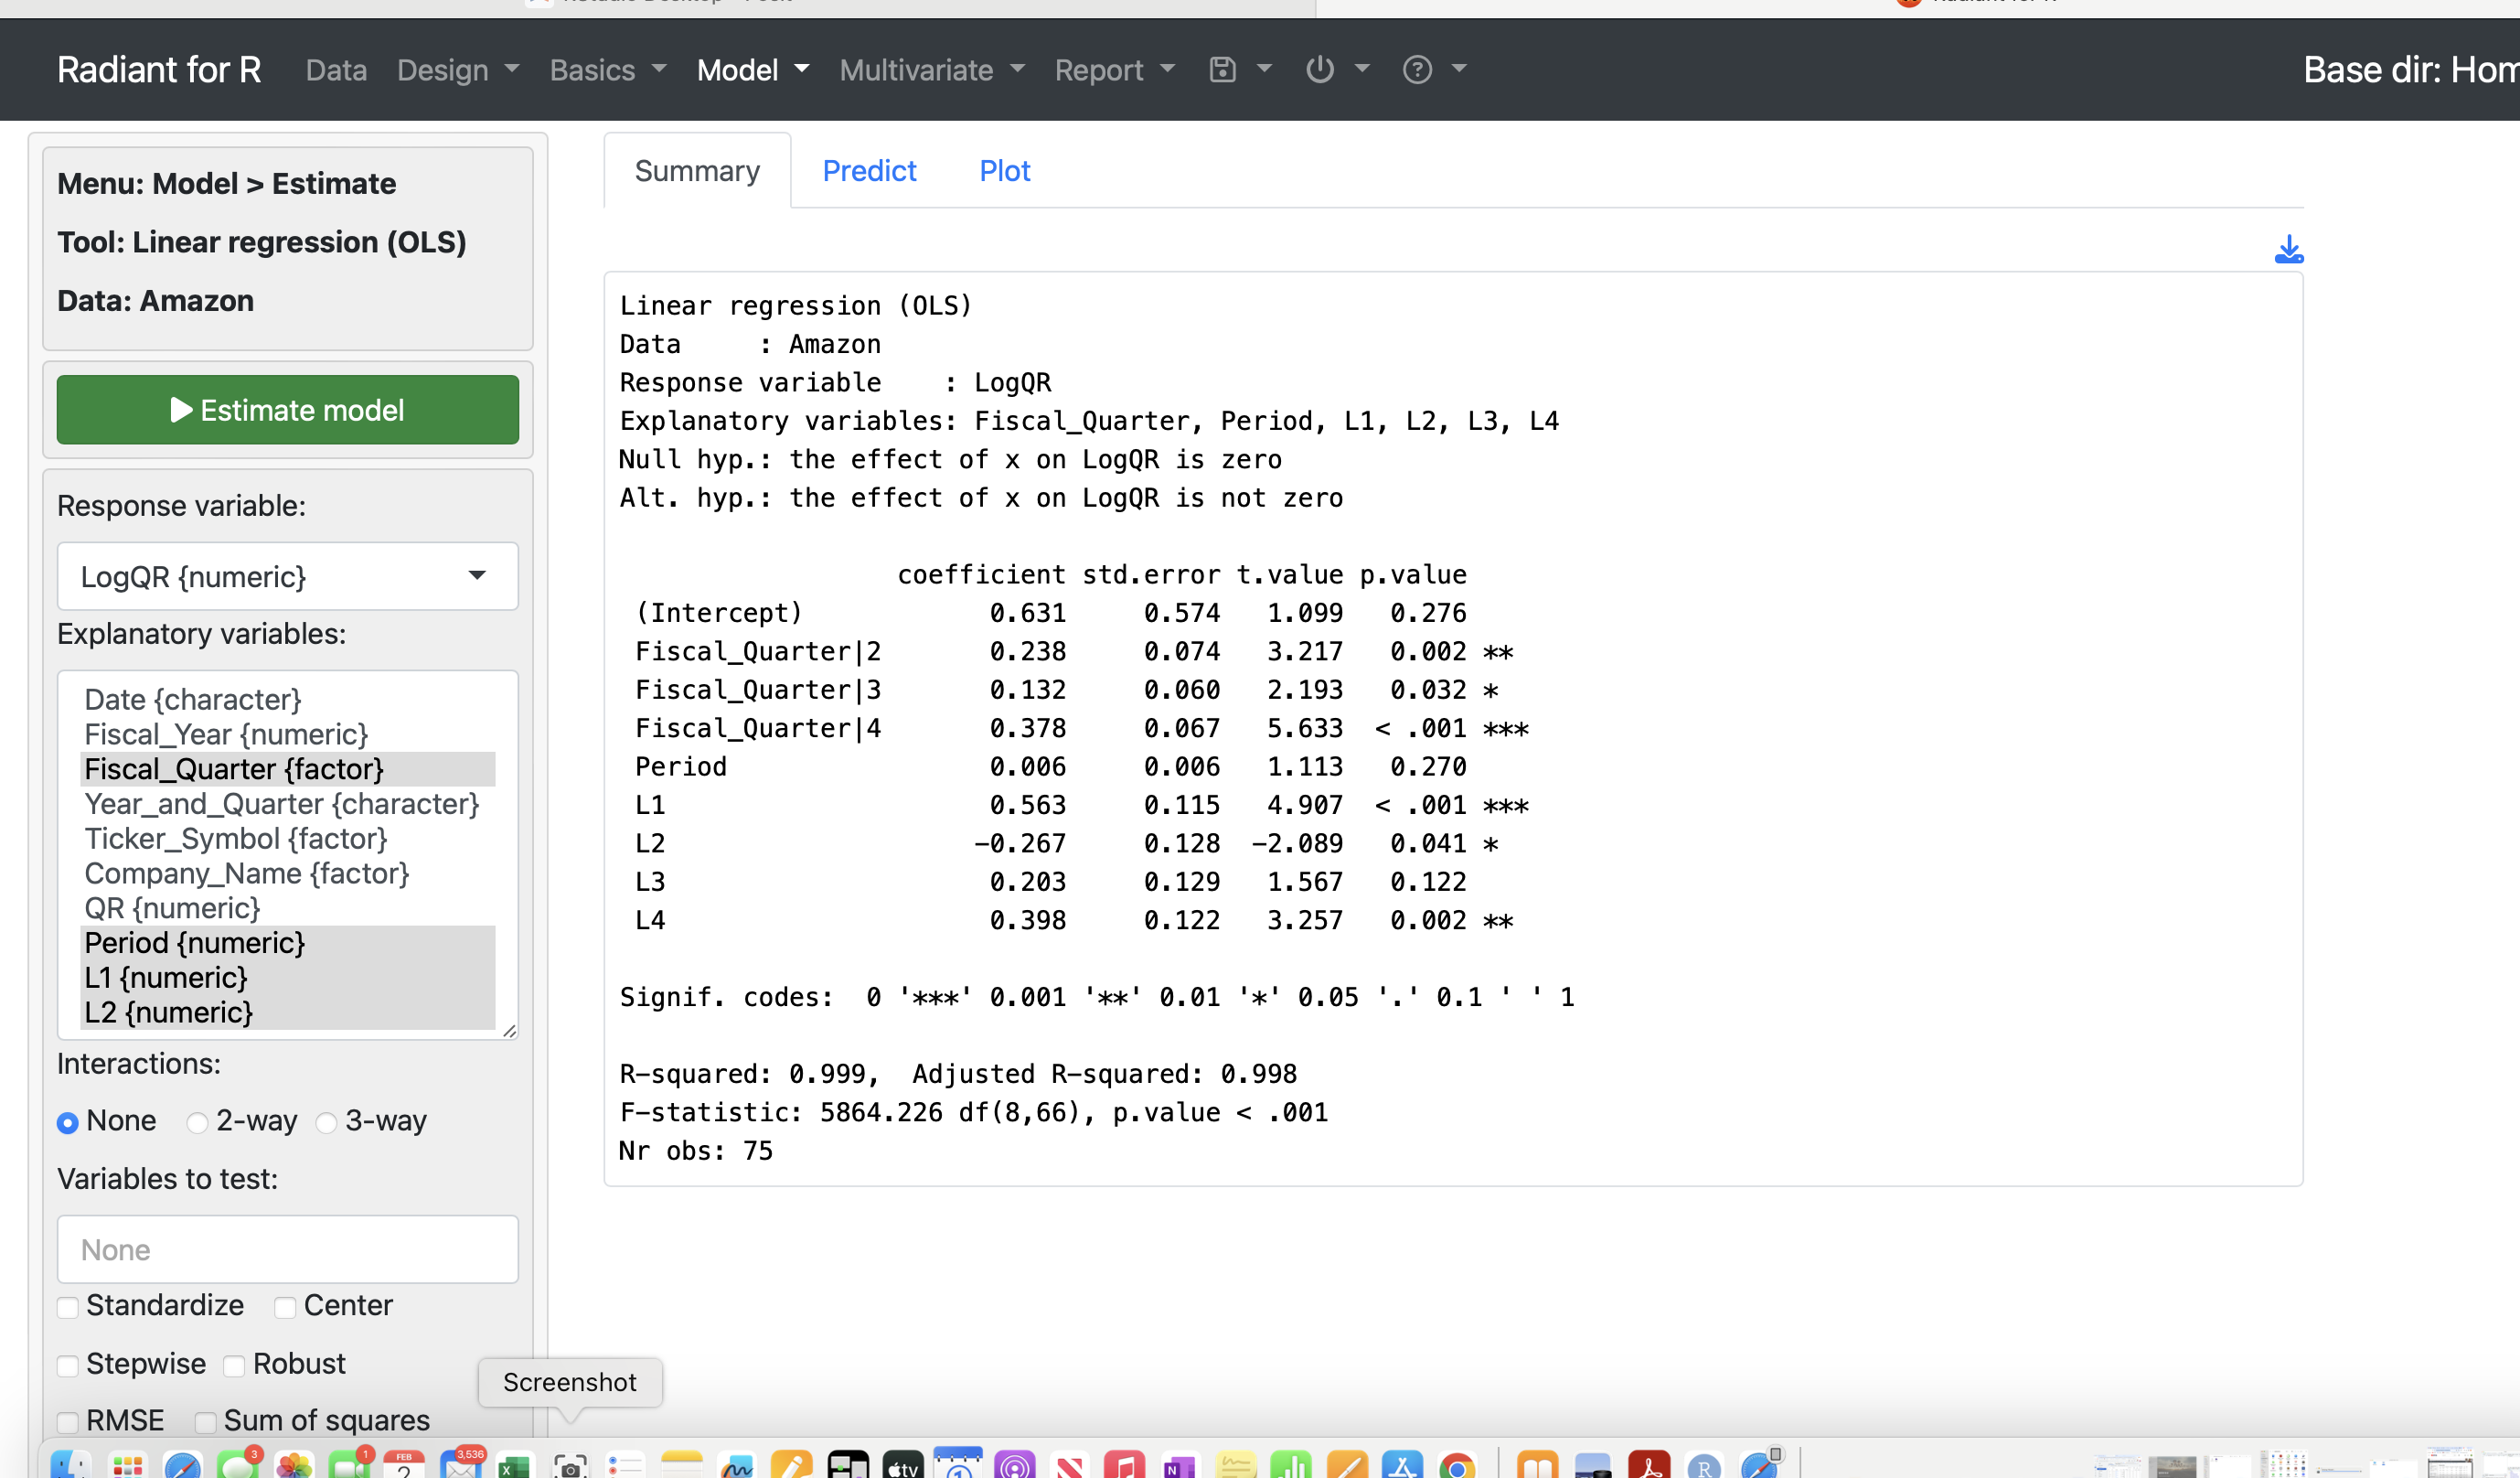 Radiant for R Data Design Basics Model Multivariate Report Base dir:
Menu: Model > Estimate
Tool: Linear regression (OLS)
Data: Amazon
Estimate model
Response variable:
LogQR {numeric}
Explanatory variables:
Date {character}
Fiscal_Year {numeric}
Fiscal_Quarter {factor}
Year_and_Quarter {character}
Ticker_Symbol {factor}
Company_Name {factor}
QR {numeric}
Period {numeric}
L1 {numeric}
L2 {numeric}
Interactions:
None 2-way 3-way
Variables to test:
None
Standardize Center
Stepwise Robust
RMSE Sum of squares
Summary Predict Plot
Linear regression (OLS)
Data     : Amazon
Response variable    : LogQR
Explanatory variables: Fiscal_Quarter, Period, L1, L2, L3, L4
Null hyp.: the effect of x on LogQR is zero
Alt. hyp.: the effect of x on LogQR is not zero
coefficient std.error t.value p.value
(Intercept) 0.631 0.574 1.099 0.276
Fiscal_Quarter|2 0.238 0.074 3.217 0.002 **
Fiscal_Quarter|3 0.132 0.060 2.193 0.032 *
Fiscal_Quarter|4 0.378 0.067 5.633 < .001 ***
Period 0.006 0.006 1.113 0.270
L1 0.563 0.115 4.907 < .001 ***
L2 -0.267 0.128 -2.089 0.041 *
L3 0.203 0.129 1.567 0.122
L4 0.398 0.122 3.257 0.002 **
Signif. codes:  0 '***' 0.001 '**' 0.01 '*' 0.05 '.' 0.1 ' ' 1
R-squared: 0.999,  Adjusted R-squared: 0.998
F-statistic: 5864.226 df(8,66), p.value < .001
Nr obs: 75
Screenshot
3
1
FEB
3,536
tv